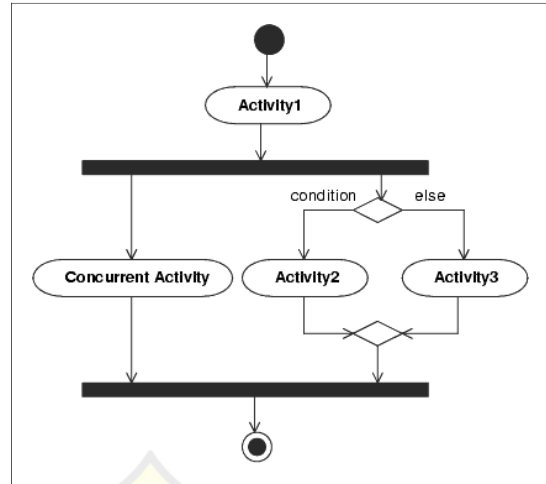 Activity1
condition
else
Concurrent Activity
Activity2
Activity3